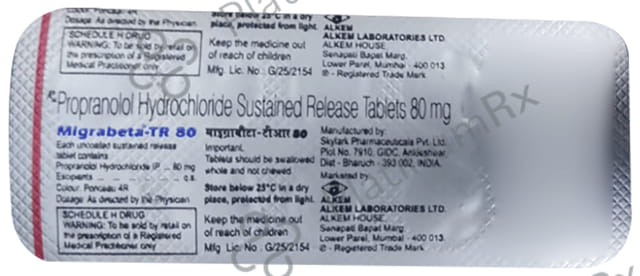 Colour. Ponceau 4R
Dosage: As directed by the Physician
SCHEDULE H DRUG
WARNING: To be sold by retail on
the prescription of a Registered
Medical Practitioner only
Store below 25°C in a dry
place, protected from light.
Keep the medicine out
of reach of children
Mfg. Lic. No.: G/25/2154
ALKEM
ALKEM LABORATORIES LTD.
ALKEM HOUSE,
Senapati Bapat Marg,
Lower Parel, Mumbai - 400 013.
® - Registered Trade Mark
Propranolol Hydrochloride Sustained Release Tablets 80 mg
Migrabeta-TR 80 माइग्राबीटा-टीआर 80
Each uncoated sustained release
tablet contains
Propranolol Hydrochloride IP ... 80 mg
Excipients ... q.s.
Colour. Ponceau 4R
Dosage: As directed by the Physician
SCHEDULE H DRUG
WARNING: To be sold by retail on
the prescription of a Registered
Medical Practitioner only
Important.
Tablets should be swallowed
whole and not chewed.
Store below 25°C in a dry
place, protected from light.
Keep the medicine out
of reach of children
Mfg. Lic. No.: G/25/2154
Manufactured by:
Skylark Pharmaceuticals Pvt. Ltd.
Plot No. 7910, GIDC, Ankleshwar,
Dist - Bharuch - 393 002, INDIA.
Marketed by:
ALKEM
ALKEM LABORATORIES LTD.
ALKEM HOUSE,
Senapati Bapat Marg,
Lower Parel, Mumbai - 400 013.
® - Registered Trade Mark